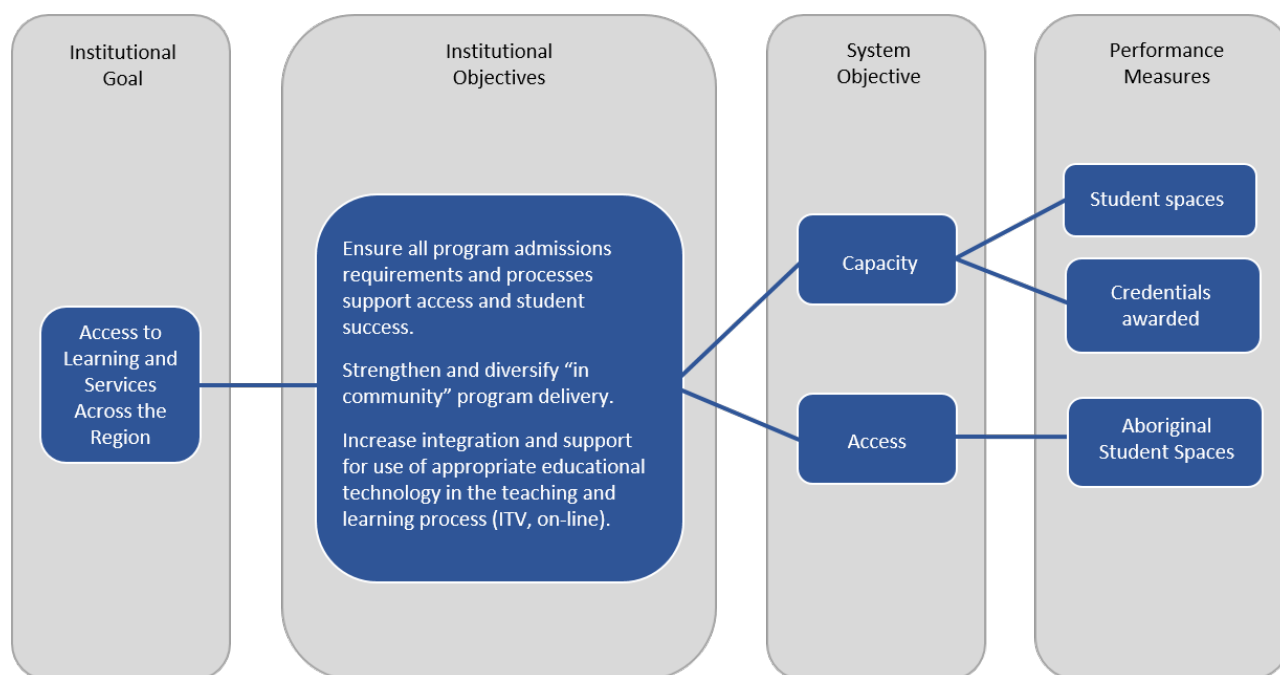 Institutional
Goal
Institutional
Objectives
System
Objective
Performance
Measures
Access to
Learning and
Services
Across the
Region
Ensure all program admissions
requirements and processes
support access and student
success.
Strengthen and diversify “in
community” program delivery.
Increase integration and support
for use of appropriate educational
technology in the teaching and
learning process (ITV, on-line).
Capacity
Access
Student spaces
Credentials
awarded
Aboriginal
Student Spaces